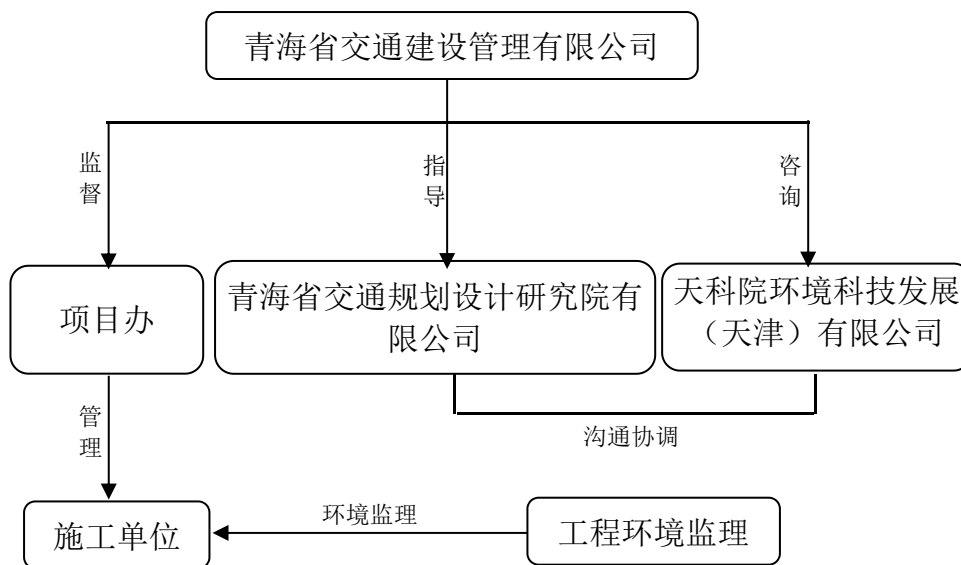 青海省交通建设管理有限公司
监督
指导
咨询
项目办
青海省交通规划设计研究院有
限公司
天科院环境科技发展
（天津）有限公司
管理
沟通协调
施工单位
环境监理
工程环境监理